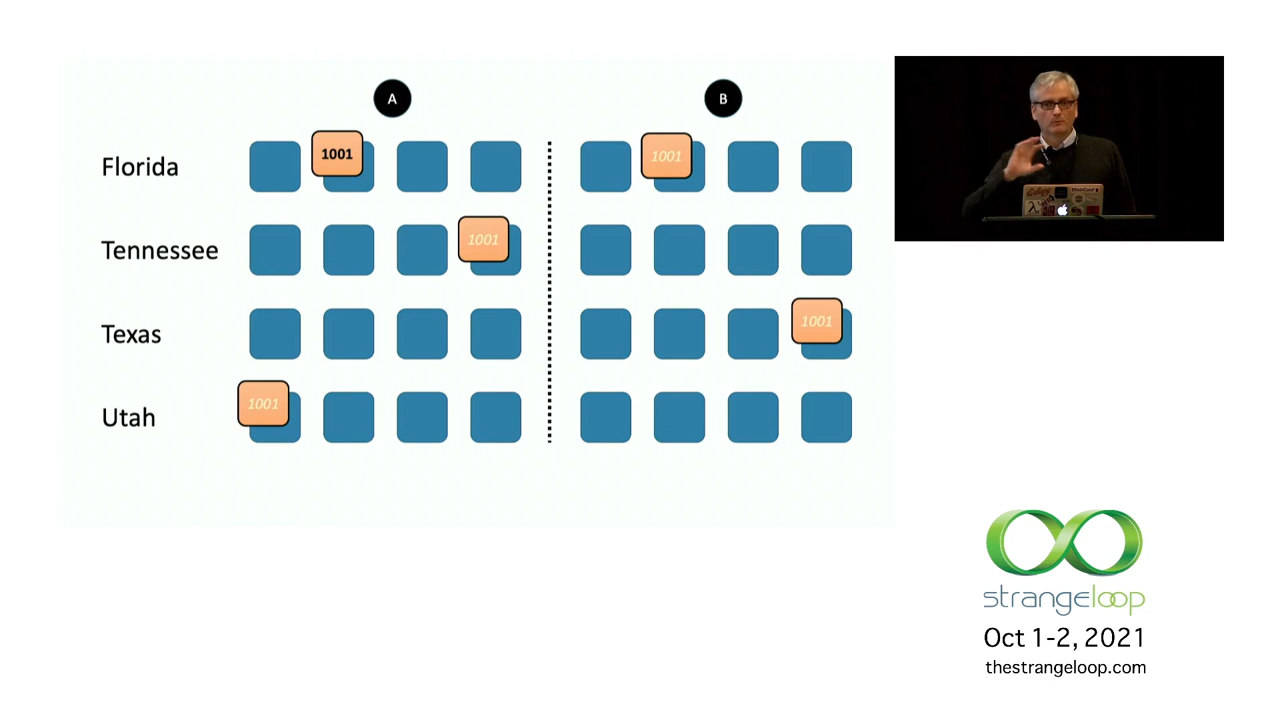 A
B
Florida
1001
1001
Tennessee
1001
Texas
1001
Utah
1001
strangeloop
Oct 1-2, 2021
thestrangeloop.com